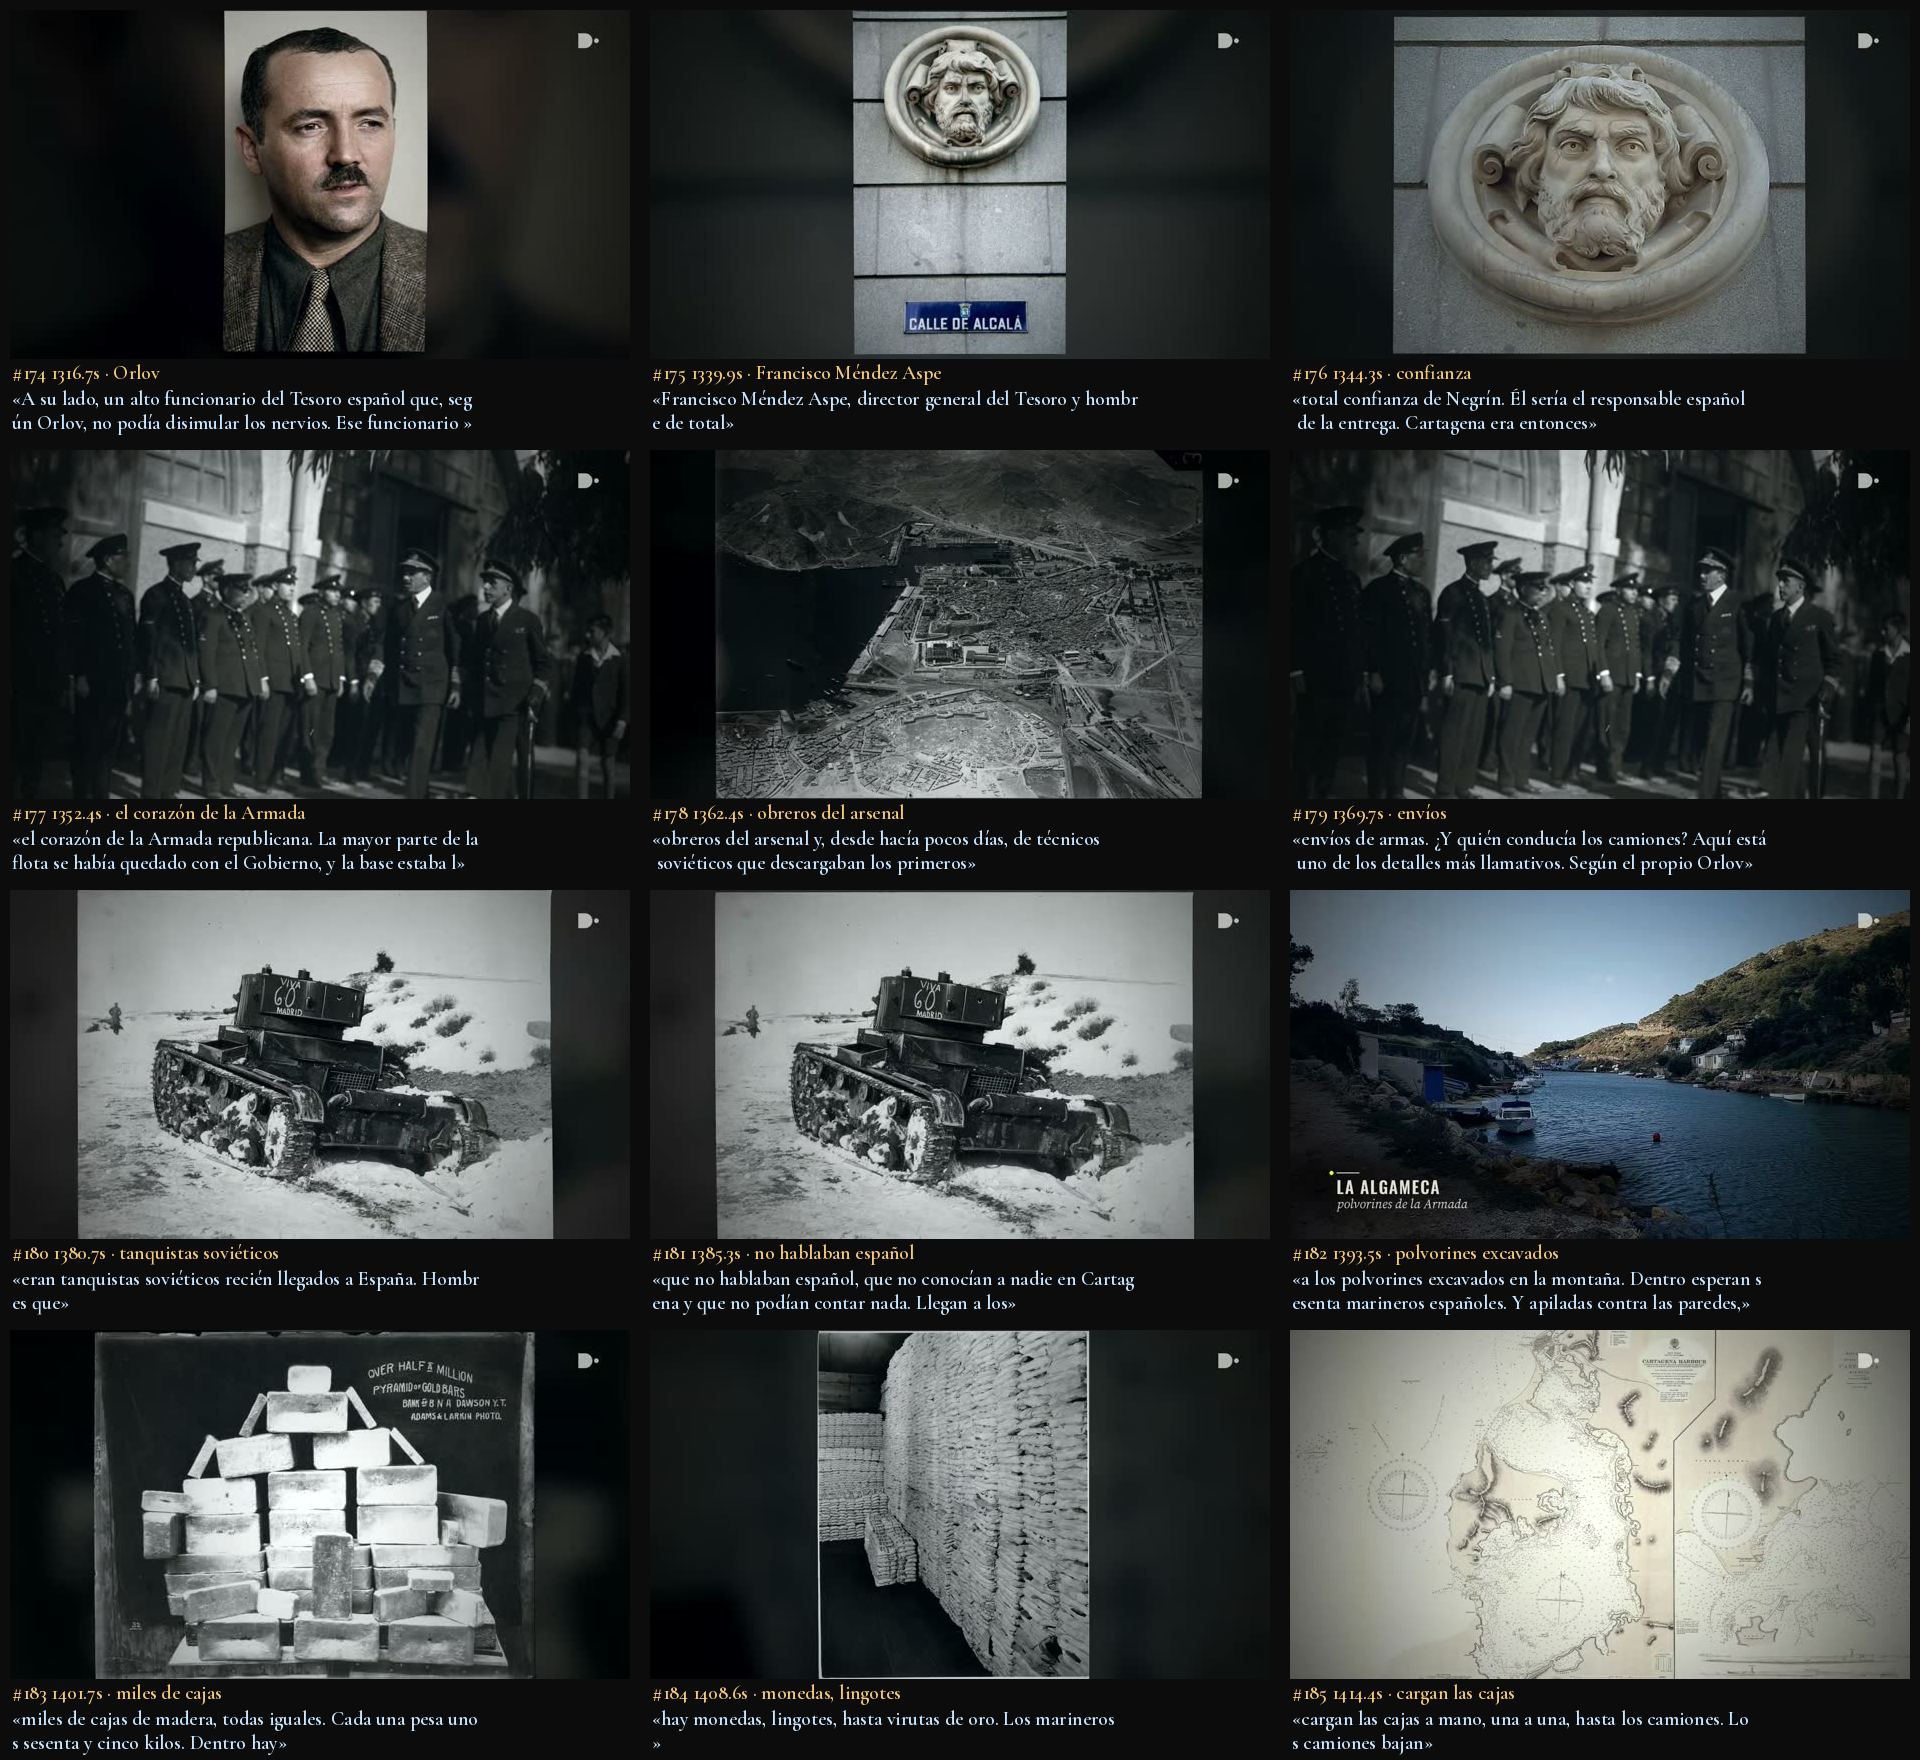 CALLE DE ALCALÁ
#174 1316.7s · Orlov
«A su lado, un alto funcionario del Tesoro español que, seg
ún Orlov, no podía disimular los nervios. Ese funcionario »
#175 1339.9s · Francisco Méndez Aspe
«Francisco Méndez Aspe, director general del Tesoro y hombr
e de total»
#176 1344.3s · confianza
«total confianza de Negrín. Él sería el responsable español
de la entrega. Cartagena era entonces»
#177 1352.4s · el corazón de la Armada
«el corazón de la Armada republicana. La mayor parte de la
flota se había quedado con el Gobierno, y la base estaba l»
#178 1362.4s · obreros del arsenal
«obreros del arsenal y, desde hacía pocos días, de técnicos
soviéticos que descargaban los primeros»
#179 1369.7s · envíos
«envíos de armas. ¿Y quién conducía los camiones? Aquí está
uno de los detalles más llamativos. Según el propio Orlov»
VIVA
60
MADRID
VIVA
60
MADRID
LA ALGAMECA
polvorines de la Armada
#180 1380.7s · tanquistas soviéticos
«eran tanquistas soviéticos recién llegados a España. Hombr
es que»
#181 1385.3s · no hablaban español
«que no hablaban español, que no conocían a nadie en Cartag
ena y que no podían contar nada. Llegan a los»
#182 1393.5s · polvorines excavados
«a los polvorines excavados en la montaña. Dentro esperan s
esenta marineros españoles. Y apiladas contra las paredes,»
OVER HALF A MILLION
PYRAMID OF GOLD BARS
BANK OF B N A DAWSON Y.T.
ADAMS & LARKIN PHOTO.
CARTAGENA HARBOUR
#183 1401.7s · miles de cajas
«miles de cajas de madera, todas iguales. Cada una pesa uno
s sesenta y cinco kilos. Dentro hay»
#184 1408.6s · monedas, lingotes
«hay monedas, lingotes, hasta virutas de oro. Los marineros
»
#185 1414.4s · cargan las cajas
«cargan las cajas a mano, una a una, hasta los camiones. Lo
s camiones bajan»